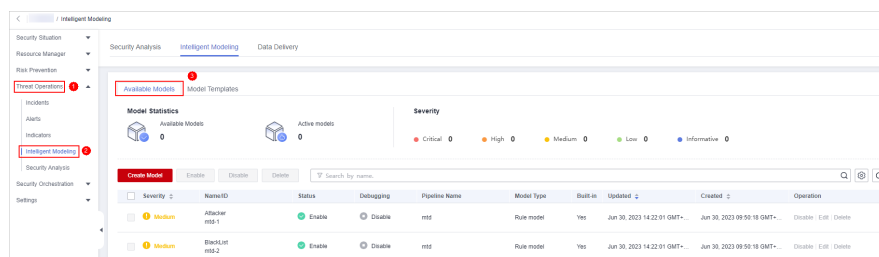 / Intelligent Modeling
Security Situation
Resource Manager
Risk Prevention
Threat Operations 1
Incidents
Alerts
Indicators
Intelligent Modeling 2
Security Analysis
Security Orchestration
Settings
Security Analysis Intelligent Modeling Data Delivery
3
Available Models Model Templates
Model Statistics
Available Models
0
Active models
0
Severity
Critical 0 High 0 Medium 0 Low 0 Informative 0
Create Model Enable Disable Delete Search by name.
Severity Name/ID Status Debugging Pipeline Name Model Type Built-in Updated Created Operation
Medium Attacker Enable Disable mtd Rule model Yes Jun 30, 2023 14:22:01 GMT+... Jun 30, 2023 09:50:18 GMT+... Disable Edit Delete
mtd-1
Medium BlackList Enable Disable mtd Rule model Yes Jun 30, 2023 14:22:01 GMT+... Jun 30, 2023 09:50:18 GMT+... Disable Edit Delete
mtd-2